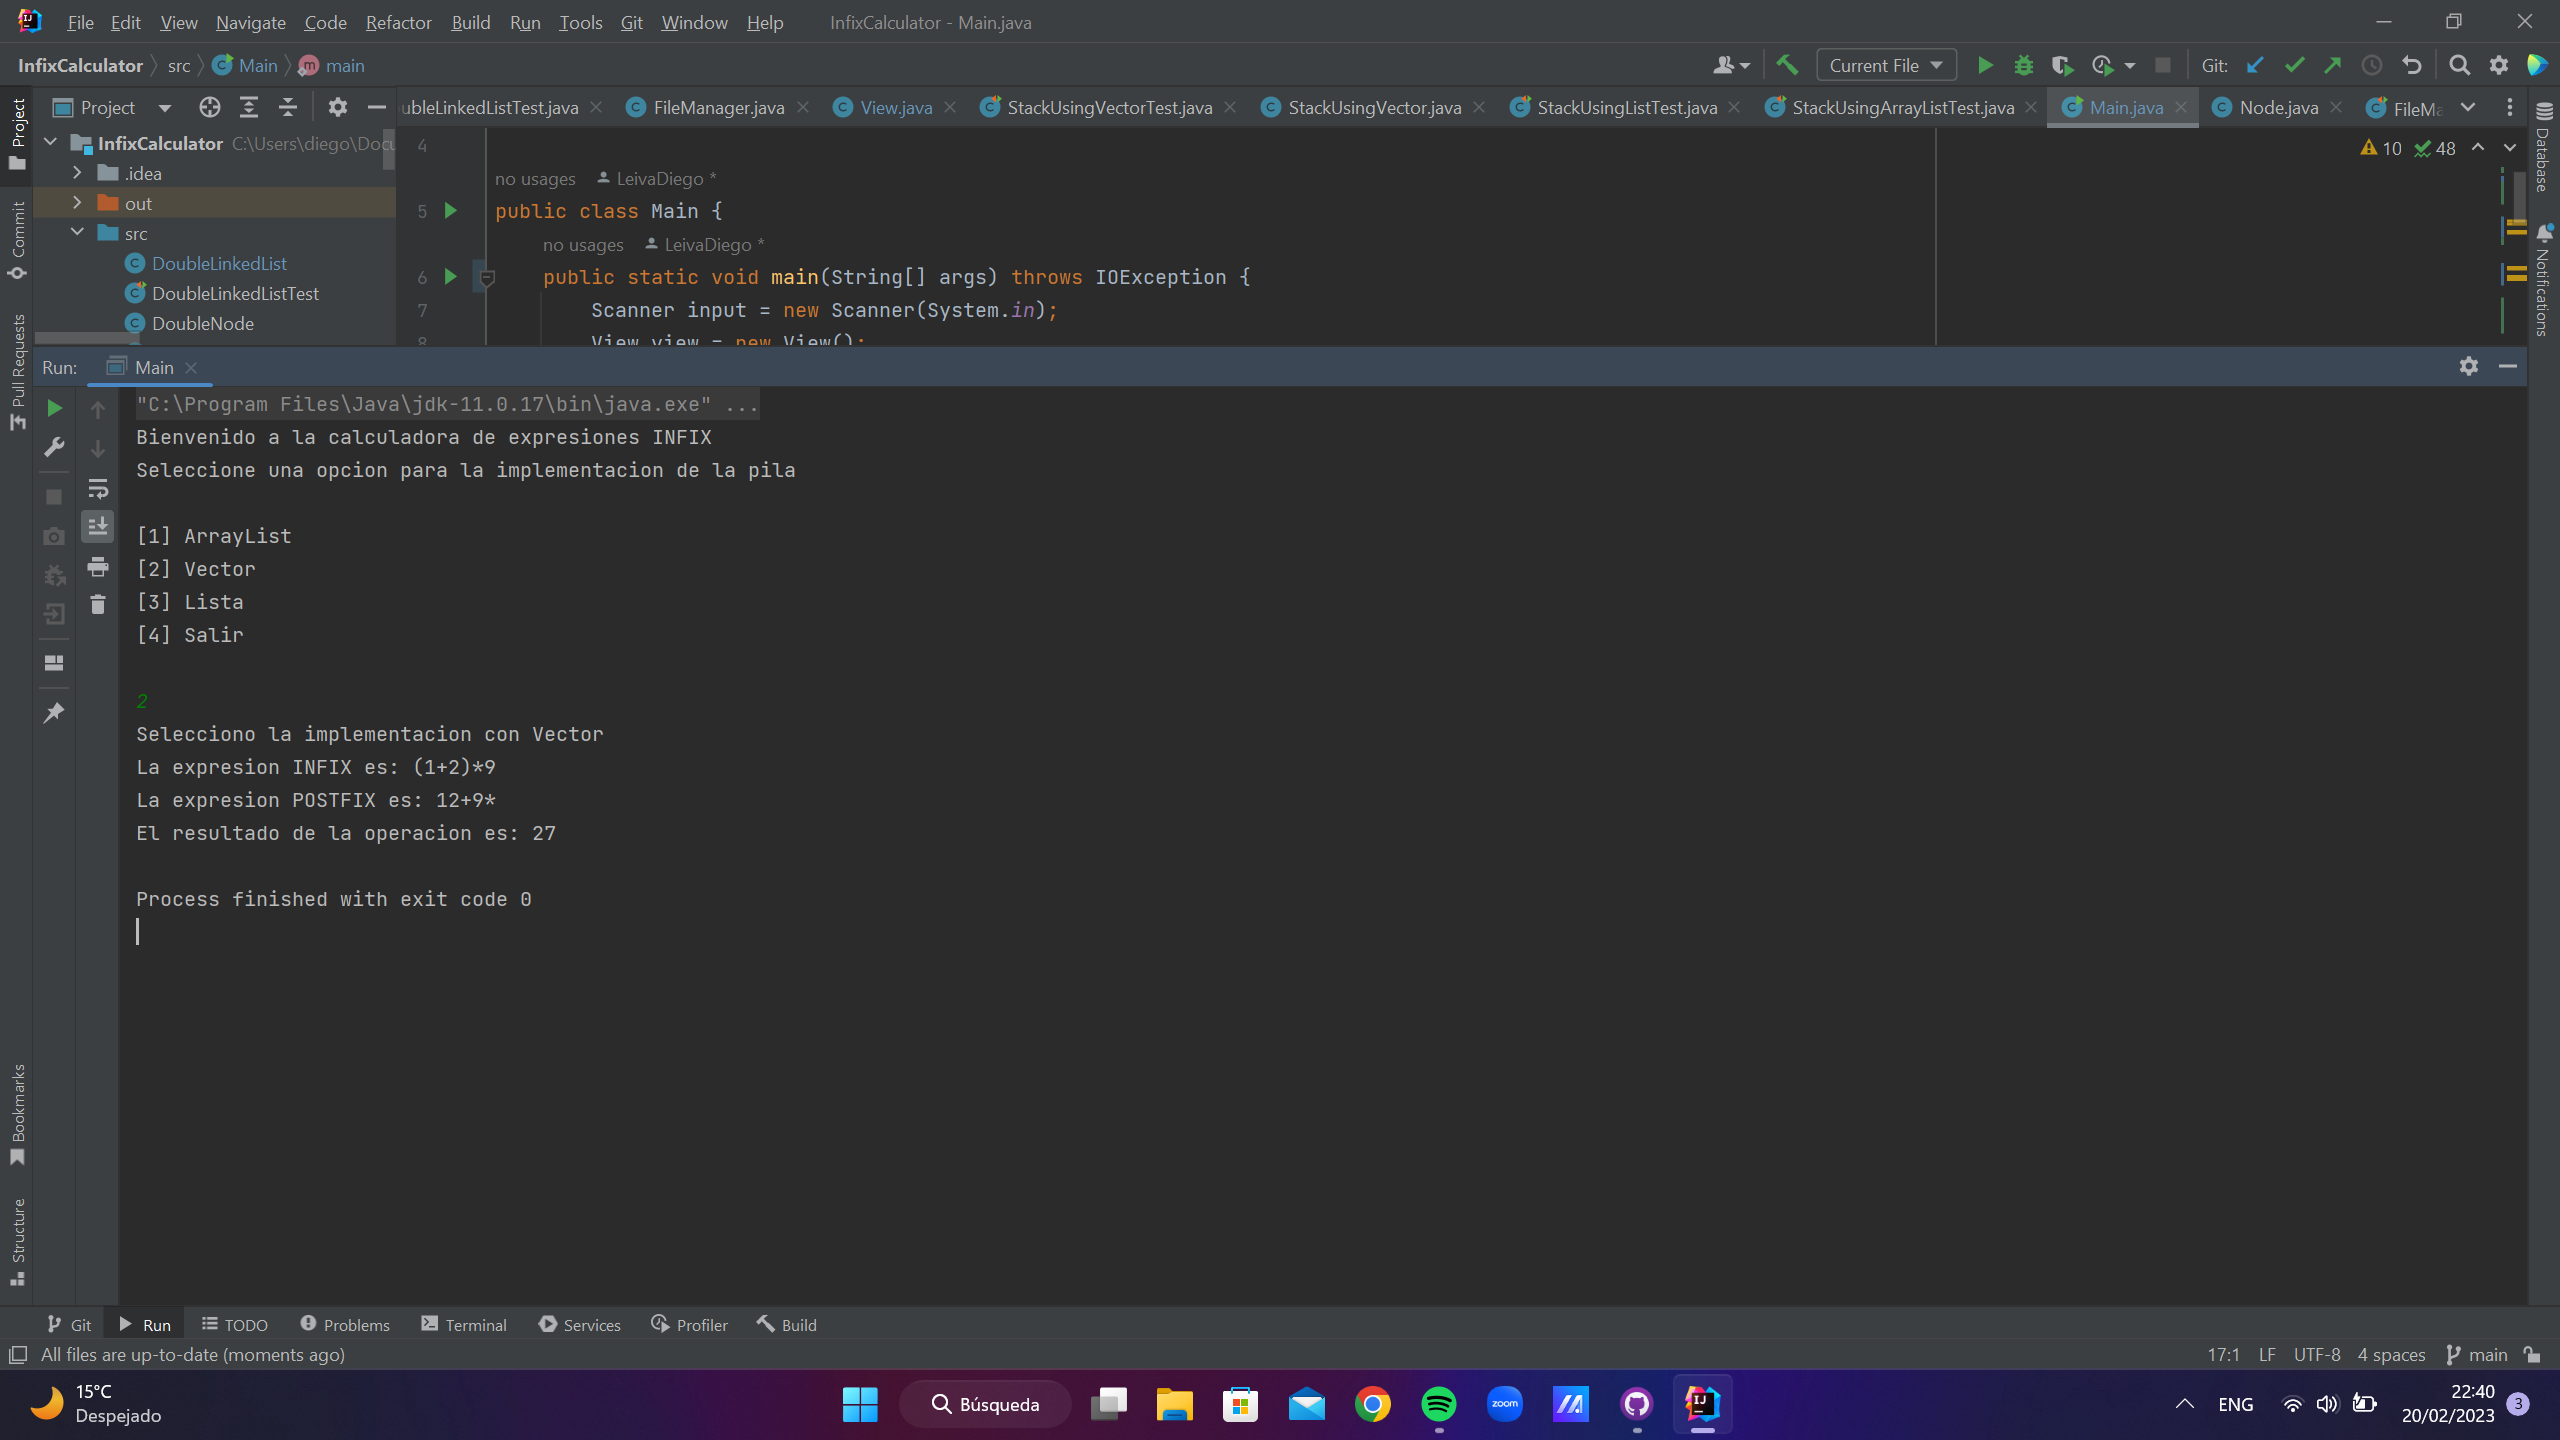 File Edit View Navigate Code Refactor Build Run Tools Git Window Help InfixCalculator - Main.java
InfixCalculator src Main main Current File Git:
Project ubleLinkedListTest.java FileManager.java View.java StackUsingVectorTest.java StackUsingVector.java StackUsingListTest.java StackUsingArrayListTest.java Main.java Node.java FileMa
Project
Commit
Pull Requests
Bookmarks
Structure
Database
Notifications
InfixCalculator C:\Users\diego\Docu
.idea
out
src
DoubleLinkedList
DoubleLinkedListTest
DoubleNode
10 48
4
no usages LeivaDiego *
5 public class Main {
no usages LeivaDiego *
6 public static void main(String[] args) throws IOException {
7 Scanner input = new Scanner(System.in);
8 View view = new View();
Run: Main
"C:\Program Files\Java\jdk-11.0.17\bin\java.exe" ...
Bienvenido a la calculadora de expresiones INFIX
Seleccione una opcion para la implementacion de la pila
[1] ArrayList
[2] Vector
[3] Lista
[4] Salir
2
Selecciono la implementacion con Vector
La expresion INFIX es: (1+2)*9
La expresion POSTFIX es: 12+9*
El resultado de la operacion es: 27
Process finished with exit code 0
Git Run TODO Problems Terminal Services Profiler Build
All files are up-to-date (moments ago) 17:1 LF UTF-8 4 spaces main
15°C
Despejado
Búsqueda
zoom
IJ
ENG
22:40
20/02/2023
3